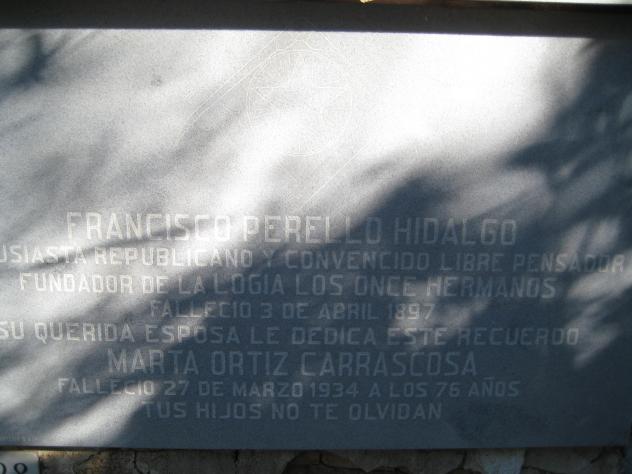 FRANCISCO PERELLO HIDALGO
USIASTA REPUBLICANO Y CONVENCIDO LIBRE PENSADOR
FUNDADOR DE LA LOGIA LOS ONCE HERMANOS
FALLECIO 3 DE ABRIL 1897
SU QUERIDA ESPOSA LE DEDICA ESTE RECUERDO
MARTA ORTIZ CARRASCOSA
FALLECIO 27 DE MARZO 1934 A LOS 76 AÑOS
TUS HIJOS NO TE OLVIDAN